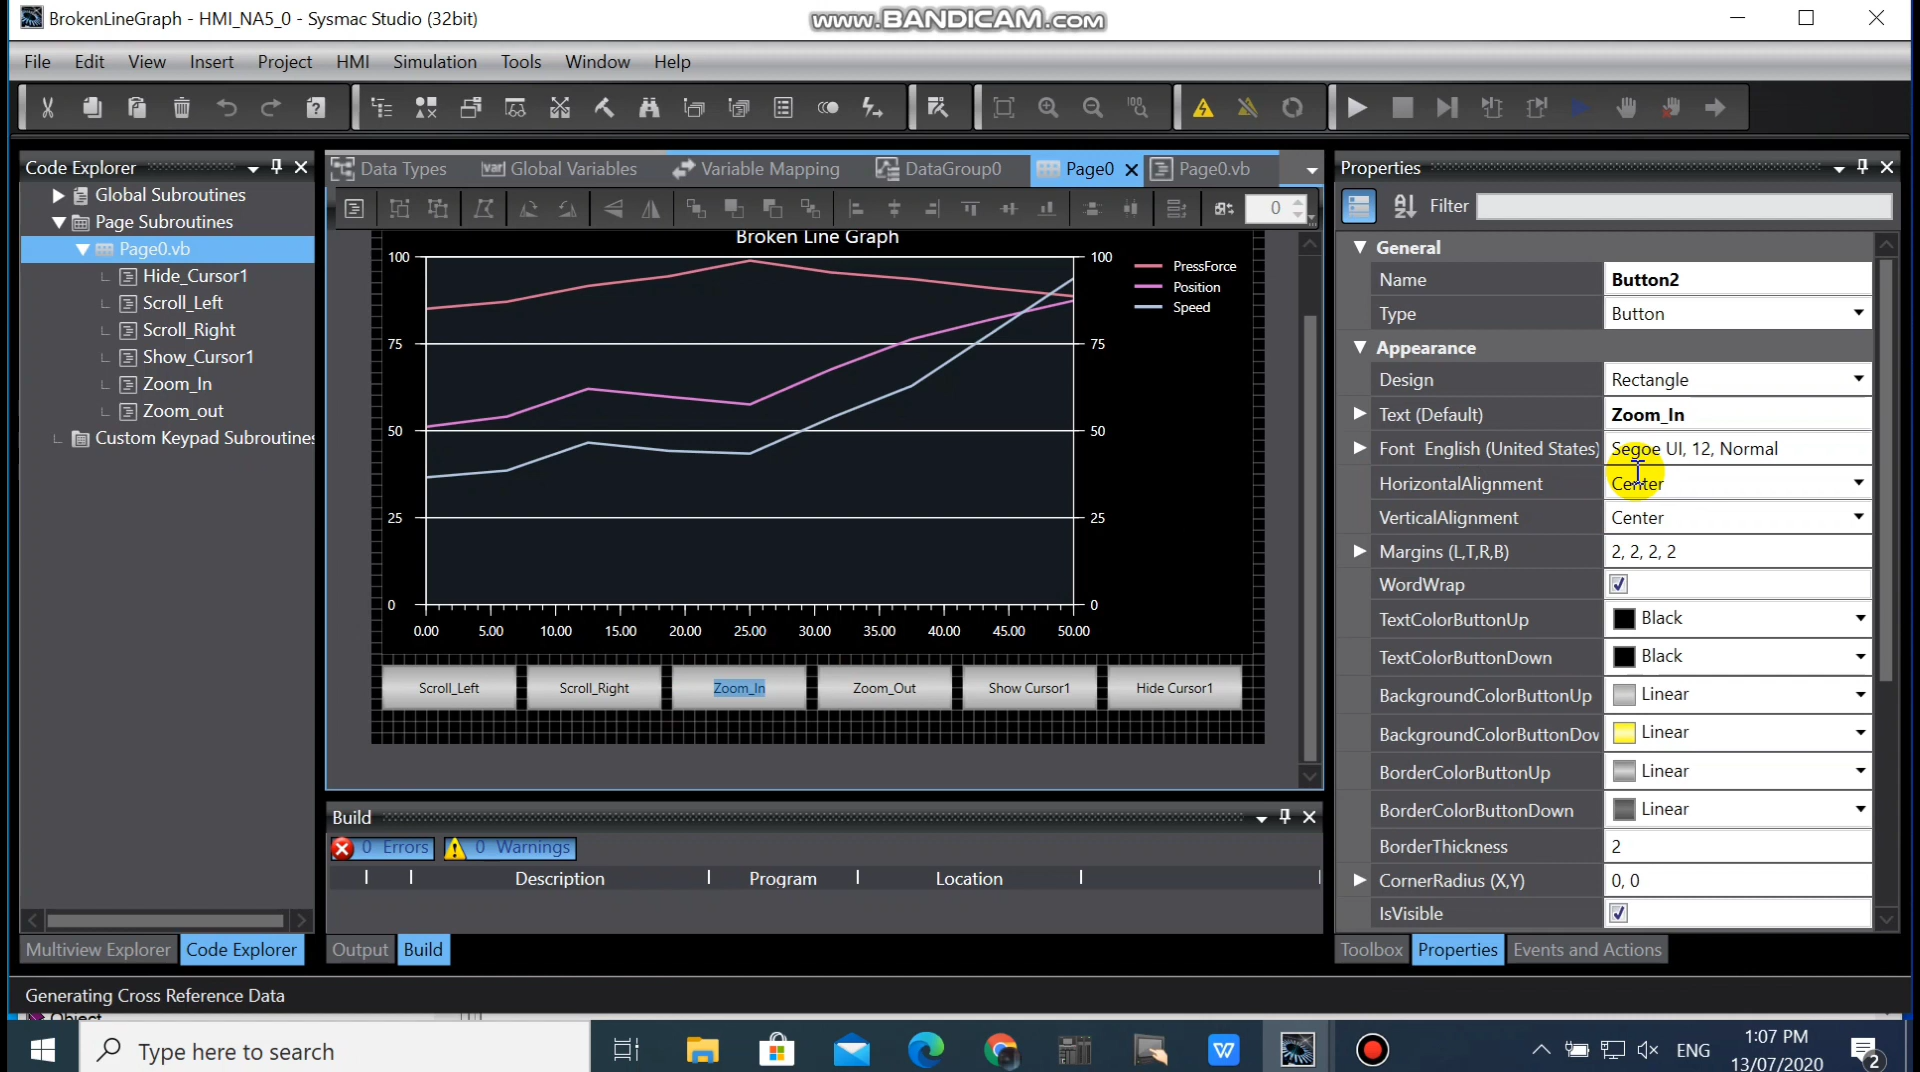 BrokenLineGraph - HMI_NA5_0 - Sysmac Studio (32bit)
www.BANDICAM.com
File Edit View Insert Project HMI Simulation Tools Window Help
100
Code Explorer
Global Subroutines
Page Subroutines
Page0.vb
Hide_Cursor1
Scroll_Left
Scroll_Right
Show_Cursor1
Zoom_In
Zoom_out
Custom Keypad Subroutines
Multiview Explorer Code Explorer
Data Types Global Variables Variable Mapping DataGroup0 Page0 Page0.vb
0
Broken Line Graph
100 100
75 75
50 50
25 25
0 0
0.00 5.00 10.00 15.00 20.00 25.00 30.00 35.00 40.00 45.00 50.00
PressForce
Position
Speed
Scroll_Left Scroll_Right Zoom_In Zoom_Out Show Cursor1 Hide Cursor1
Build
0 Errors 0 Warnings
Description Program Location
Output Build
Properties
Filter
General
Name Button2
Type Button
Appearance
Design Rectangle
Text (Default) Zoom_In
Font English (United States) Segoe UI, 12, Normal
HorizontalAlignment Center
VerticalAlignment Center
Margins (L,T,R,B) 2, 2, 2, 2
WordWrap
TextColorButtonUp Black
TextColorButtonDown Black
BackgroundColorButtonUp Linear
BackgroundColorButtonDov Linear
BorderColorButtonUp Linear
BorderColorButtonDown Linear
BorderThickness 2
CornerRadius (X,Y) 0, 0
IsVisible
Toolbox Properties Events and Actions
Generating Cross Reference Data
Object
Type here to search
ENG
1:07 PM
13/07/2020
2